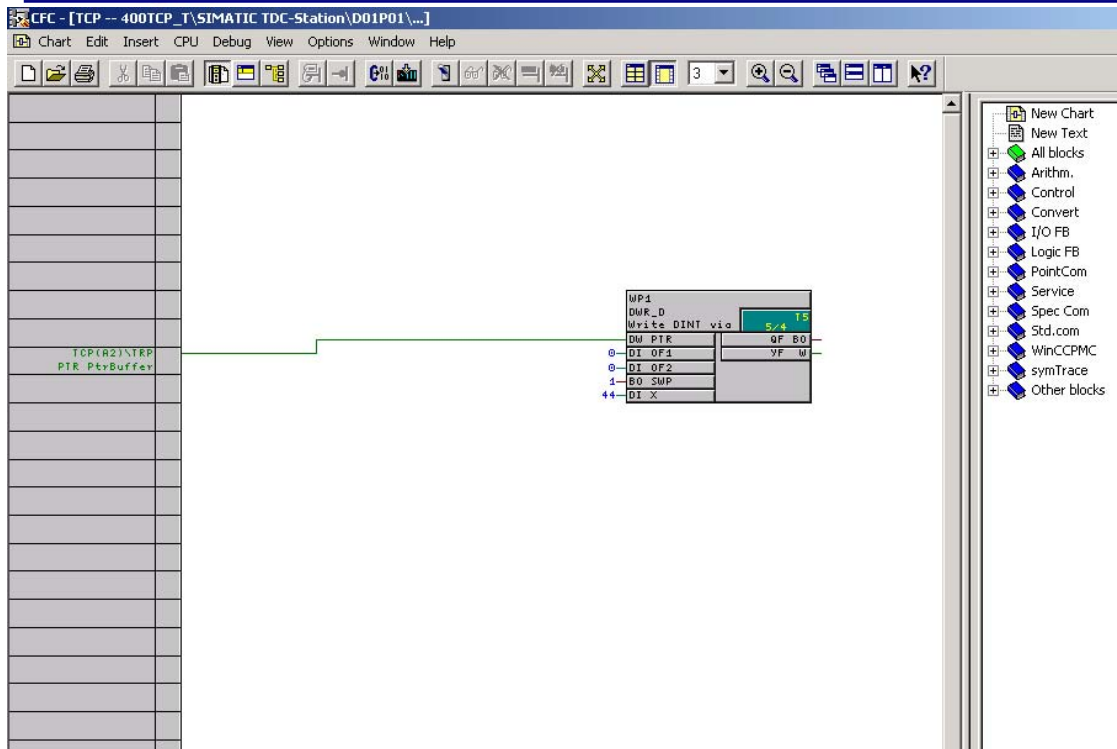 CFC - [TCP -- 400TCP_T\SIMATIC TDC-Station\D01P01\...]
Chart Edit Insert CPU Debug View Options Window Help
3
New Chart
New Text
All blocks
Arithm.
Control
Convert
I/O FB
Logic FB
PointCom
Service
Spec Com
Std.com
WinCCPMC
symTrace
Other blocks
WP1
DWR_D
Write DINT via
T5
5/4
TCP(A2)\TRP
PTR PtrBuffer
DW PTR QF BO
0 DI OF1 YF W
0 DI OF2
1 BO SWP
44 DI X